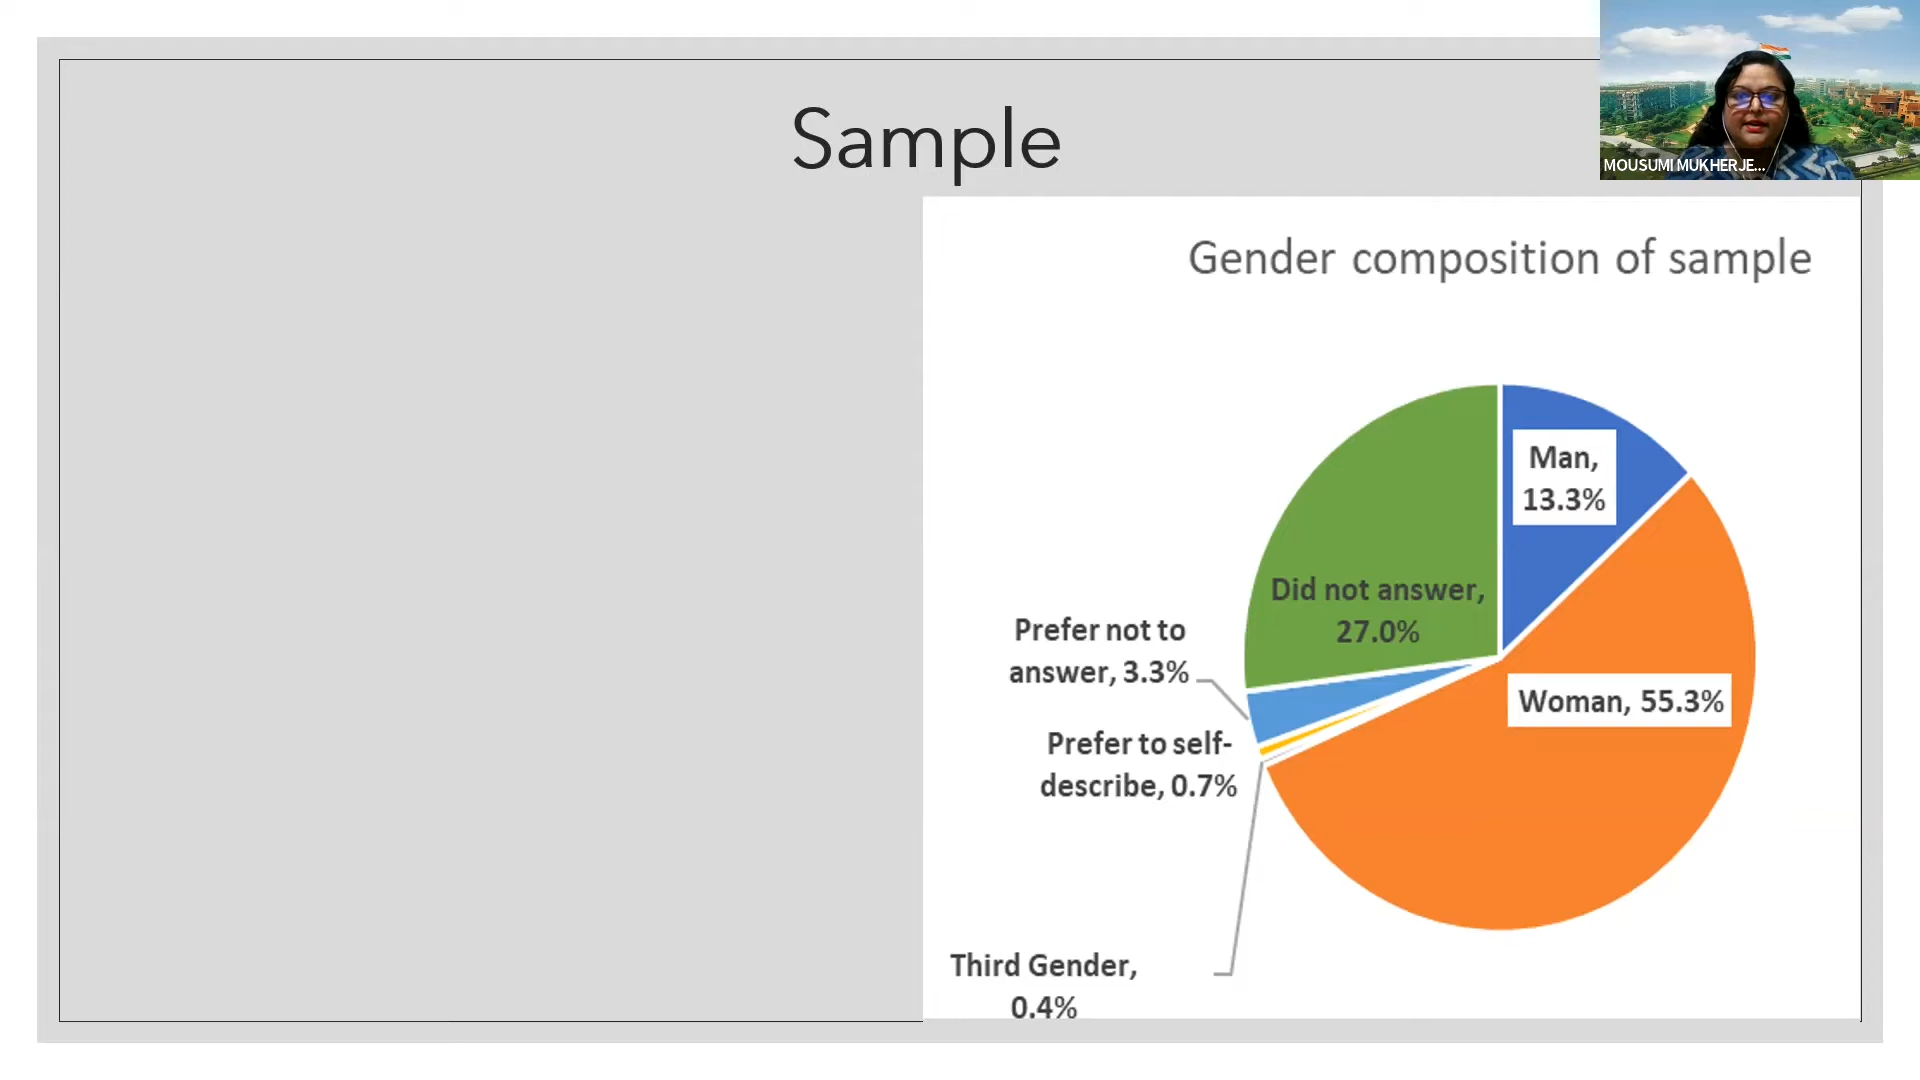 Sample
MOUSUMI MUKHERJE...
Gender composition of sample
Man,
13.3%
Did not answer,
27.0%
Prefer not to
answer, 3.3%
Woman, 55.3%
Prefer to self-
describe, 0.7%
Third Gender,
0.4%